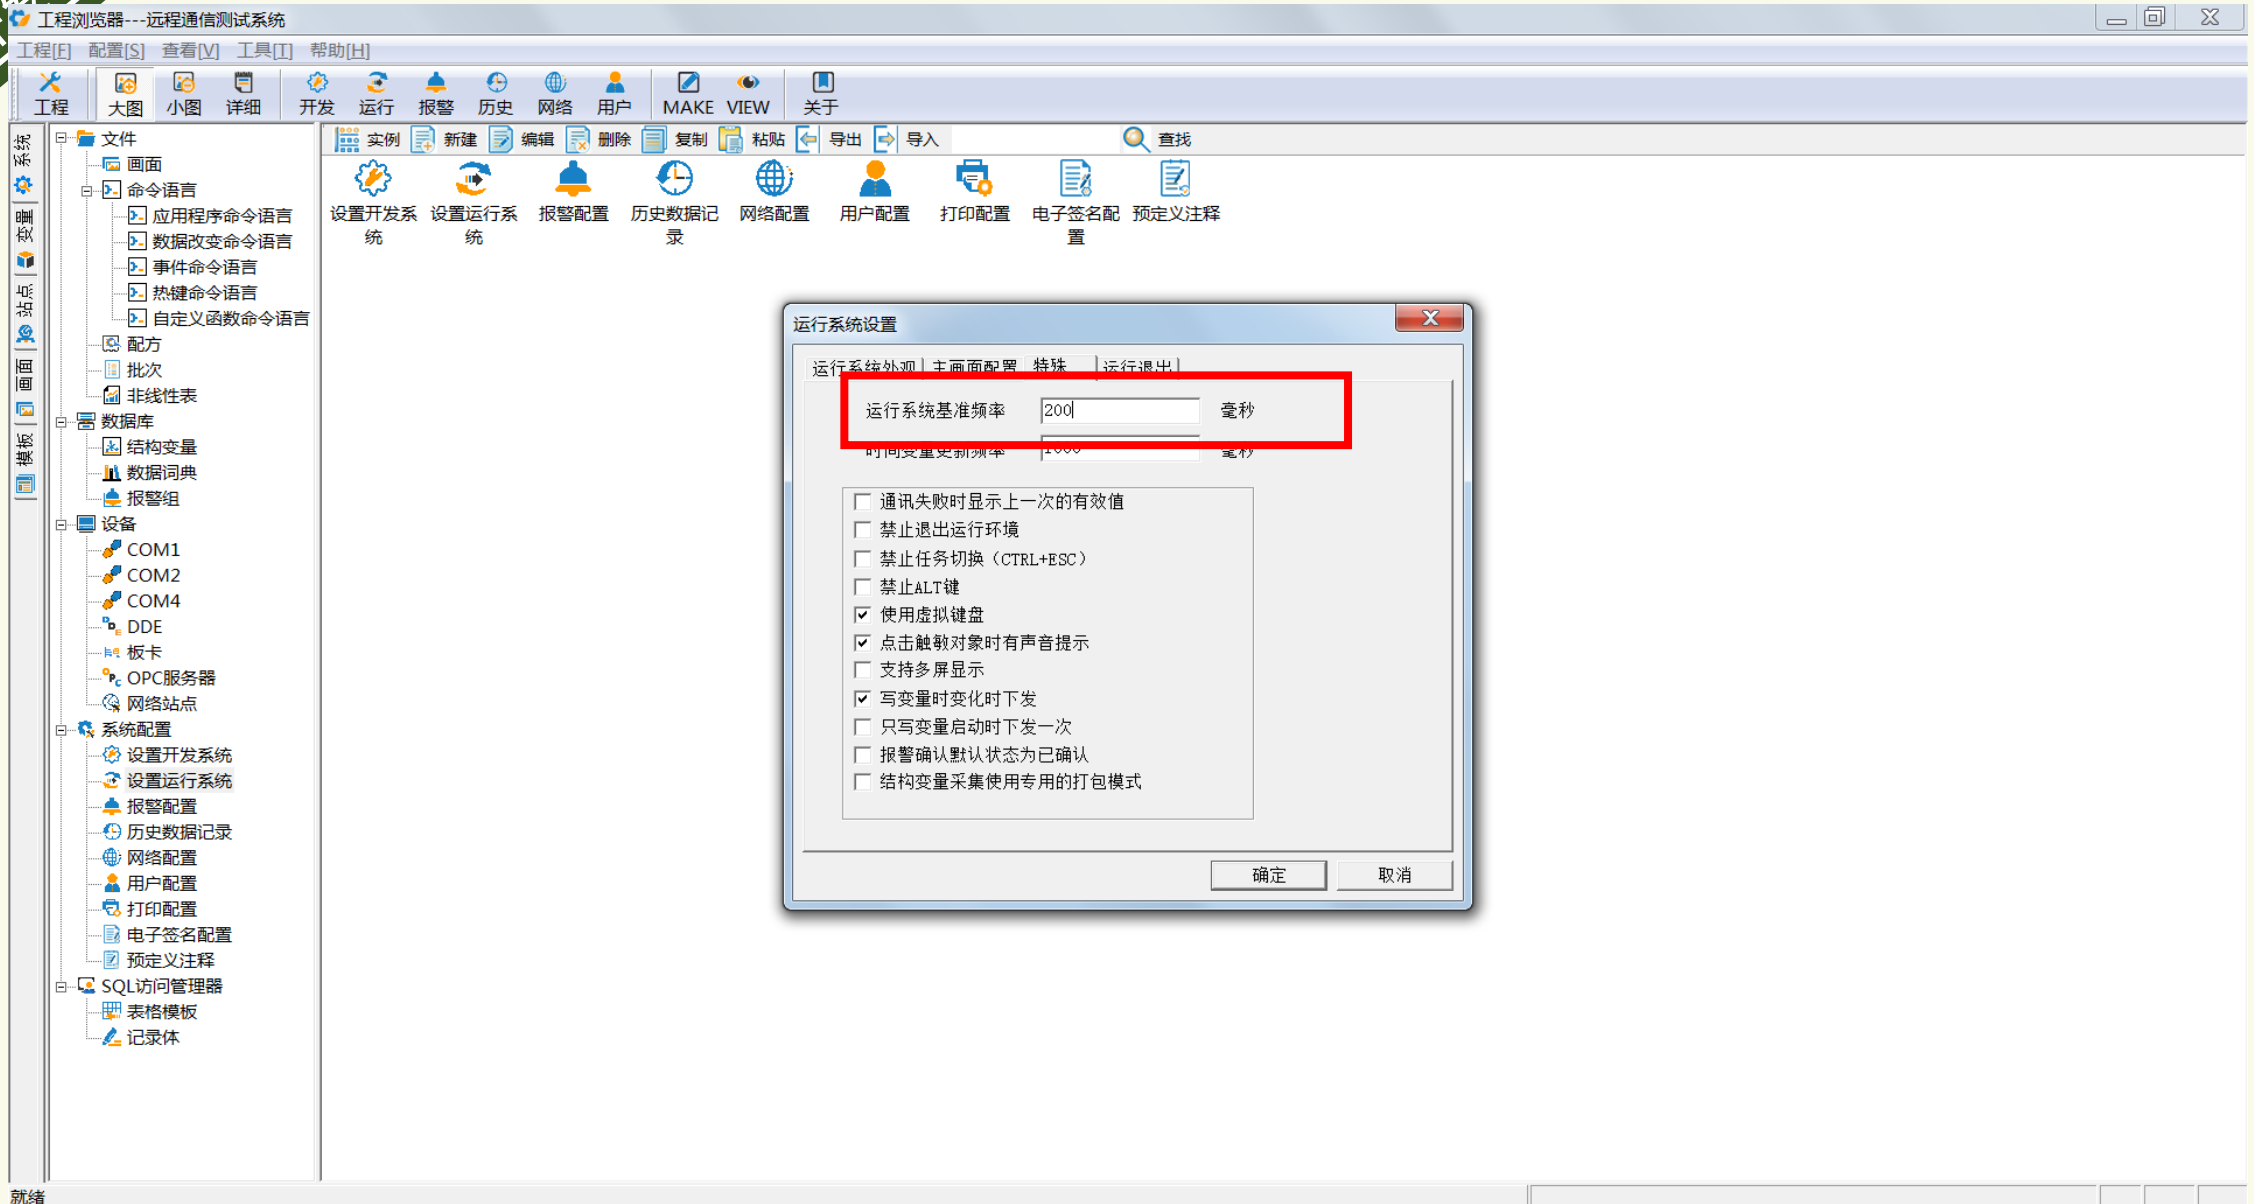 工程浏览器---远程通信测试系统
工程[F] 配置[S] 查看[V] 工具[T] 帮助[H]
工程 大图 小图 详细 开发 运行 报警 历史 网络 用户 MAKE VIEW 关于
系统
变量
站点
画面
模板
文件
画面
命令语言
应用程序命令语言
数据改变命令语言
事件命令语言
热键命令语言
自定义函数命令语言
配方
批次
非线性表
数据库
结构变量
数据词典
报警组
设备
COM1
COM2
COM4
DDE
板卡
OPC服务器
网络站点
系统配置
设置开发系统
设置运行系统
报警配置
历史数据记录
网络配置
用户配置
打印配置
电子签名配置
预定义注释
SQL访问管理器
表格模板
记录体
实例 新建 编辑 删除 复制 粘贴 导出 导入 查找
设置开发系统 设置运行系统 报警配置 历史数据记录 网络配置 用户配置 打印配置 电子签名配置 预定义注释
运行系统设置
运行系统外观 主画面配置 特殊 运行退出
运行系统基准频率 200 毫秒
时间变量更新频率 1000 毫秒
通讯失败时显示上一次的有效值
禁止退出运行环境
禁止任务切换（CTRL+ESC）
禁止ALT键
使用虚拟键盘
点击触敏对象时有声音提示
支持多屏显示
写变量时变化时下发
只写变量启动时下发一次
报警确认默认状态为已确认
结构变量采集使用专用的打包模式
确定 取消
就绪